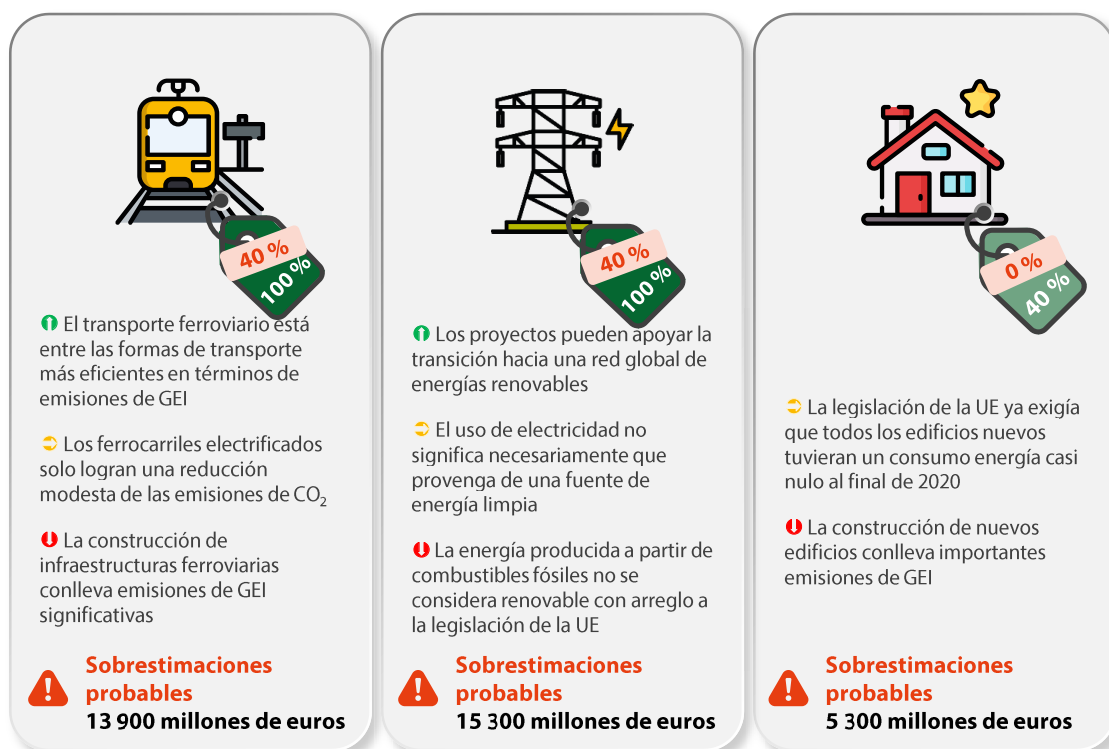 40 %
100 %
El transporte ferroviario está
entre las formas de transporte
más eficientes en términos de
emisiones de GEI
Los ferrocarriles electrificados
solo logran una reducción
modesta de las emisiones de CO₂
La construcción de
infraestructuras ferroviarias
conlleva emisiones de GEI
significativas
Sobrestimaciones
probables
13 900 millones de euros
40 %
100 %
Los proyectos pueden apoyar la
transición hacia una red global de
energías renovables
El uso de electricidad no
significa necesariamente que
provenga de una fuente de
energía limpia
La energía producida a partir de
combustibles fósiles no se
considera renovable con arreglo a
la legislación de la UE
Sobrestimaciones
probables
15 300 millones de euros
0 %
40 %
La legislación de la UE ya exigía
que todos los edificios nuevos
tuvieran un consumo energía casi
nulo al final de 2020
La construcción de nuevos
edificios conlleva importantes
emisiones de GEI
Sobrestimaciones
probables
5 300 millones de euros